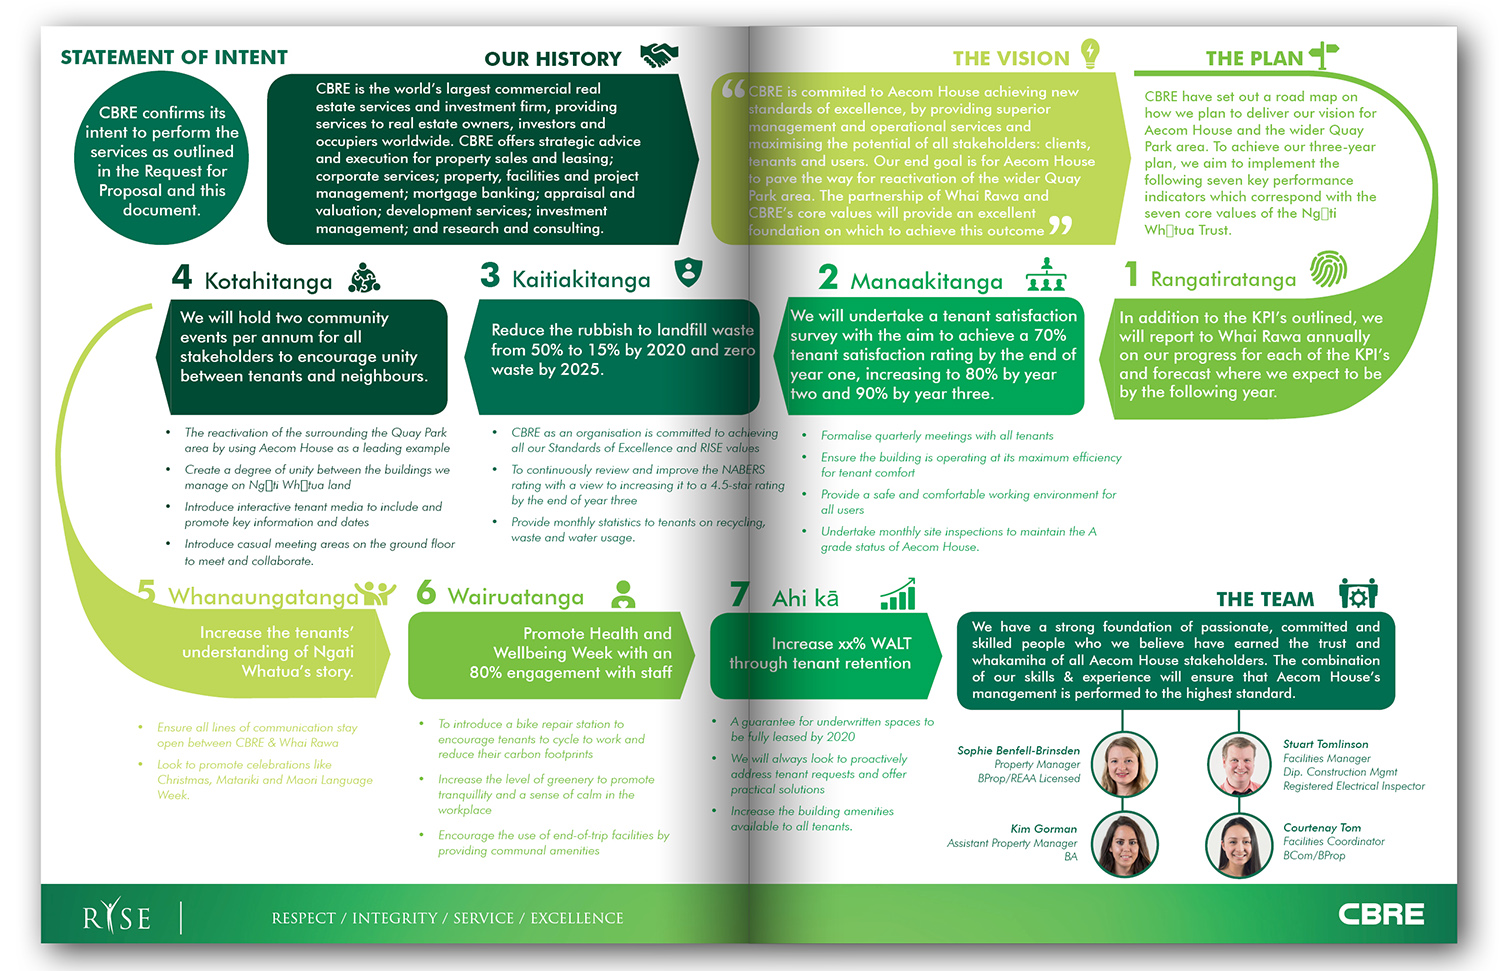 STATEMENT OF INTENT
CBRE confirms its
intent to perform the
services as outlined
in the Request for
Proposal and this
document.
OUR HISTORY
CBRE is the world's largest commercial real
estate services and investment firm, providing
services to real estate owners, investors and
occupiers worldwide. CBRE offers strategic advice
and execution for property sales and leasing;
corporate services; property, facilities and project
management; mortgage banking; appraisal and
valuation; development services; investment
management; and research and consulting.
THE VISION
“CBRE is commited to Aecom House achieving new
standards of excellence, by providing superior
management and operational services and
maximising the potential of all stakeholders: clients,
tenants and users. Our end goal is for Aecom House
to pave the way for reactivation of the wider Quay
Park area. The partnership of Whai Rawa and
CBRE's core values will provide an excellent
foundation on which to achieve this outcome”
THE PLAN
CBRE have set out a road map on
how we plan to deliver our vision for
Aecom House and the wider Quay
Park area. To achieve our three-year
plan, we aim to implement the
following seven key performance
indicators which correspond with the
seven core values of the Ng▯ti
Wh▯tua Trust.
1 Rangatiratanga
In addition to the KPI's outlined, we
will report to Whai Rawa annually
on our progress for each of the KPI's
and forecast where we expect to be
by the following year.
2 Manaakitanga
We will undertake a tenant satisfaction
survey with the aim to achieve a 70%
tenant satisfaction rating by the end of
year one, increasing to 80% by year
two and 90% by year three.
• Formalise quarterly meetings with all tenants
• Ensure the building is operating at its maximum efficiency
for tenant comfort
• Provide a safe and comfortable working environment for
all users
• Undertake monthly site inspections to maintain the A
grade status of Aecom House.
3 Kaitiakitanga
Reduce the rubbish to landfill waste
from 50% to 15% by 2020 and zero
waste by 2025.
• CBRE as an organisation is committed to achieving
all our Standards of Excellence and RISE values
• To continuously review and improve the NABERS
rating with a view to increasing it to a 4.5-star rating
by the end of year three
• Provide monthly statistics to tenants on recycling,
waste and water usage.
4 Kotahitanga
We will hold two community
events per annum for all
stakeholders to encourage unity
between tenants and neighbours.
• The reactivation of the surrounding the Quay Park
area by using Aecom House as a leading example
• Create a degree of unity between the buildings we
manage on Ng▯ti Wh▯tua land
• Introduce interactive tenant media to include and
promote key information and dates
• Introduce casual meeting areas on the ground floor
to meet and collaborate.
5 Whanaungatanga
Increase the tenants'
understanding of Ngati
Whatua's story.
• Ensure all lines of communication stay
open between CBRE & Whai Rawa
• Look to promote celebrations like
Christmas, Matariki and Maori Language
Week.
6 Wairuatanga
Promote Health and
Wellbeing Week with an
80% engagement with staff
• To introduce a bike repair station to
encourage tenants to cycle to work and
reduce their carbon footprints
• Increase the level of greenery to promote
tranquillity and a sense of calm in the
workplace
• Encourage the use of end-of-trip facilities by
providing communal amenities
7 Ahi kā
Increase xx% WALT
through tenant retention
• A guarantee for underwritten spaces to
be fully leased by 2020
• We will always look to proactively
address tenant requests and offer
practical solutions
• Increase the building amenities
available to all tenants.
THE TEAM
We have a strong foundation of passionate, committed and
skilled people who we believe have earned the trust and
whakamiha of all Aecom House stakeholders. The combination
of our skills & experience will ensure that Aecom House's
management is performed to the highest standard.
Sophie Benfell-Brinsden
Property Manager
BProp/REAA Licensed
Stuart Tomlinson
Facilities Manager
Dip. Construction Mgmt
Registered Electrical Inspector
Kim Gorman
Assistant Property Manager
BA
Courtenay Tom
Facilities Coordinator
BCom/BProp
RISE
RESPECT / INTEGRITY / SERVICE / EXCELLENCE
CBRE